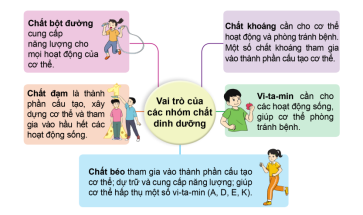 Chất bột đường
cung cấp
năng lượng cho
mọi hoạt động của
cơ thể.
Chất khoáng cần cho cơ thể
hoạt động và phòng tránh bệnh.
Một số chất khoáng tham gia
vào thành phần cấu tạo cơ thể.
Chất đạm là thành
phần cấu tạo, xây
dựng cơ thể và tham
gia vào hầu hết các
hoạt động sống.
Vai trò của
các nhóm chất
dinh dưỡng
Vi-ta-min cần cho
các hoạt động sống,
giúp cơ thể phòng
tránh bệnh.
Chất béo tham gia vào thành phần cấu tạo
cơ thể; dự trữ và cung cấp năng lượng; giúp
cơ thể hấp thụ một số vi-ta-min (A, D, E, K).